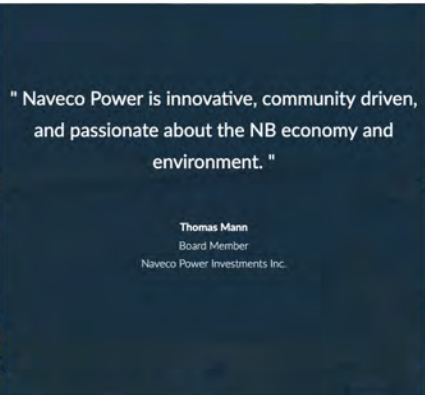 " Naveco Power is innovative, community driven,
and passionate about the NB economy and
environment. "
Thomas Mann
Board Member
Naveco Power Investments Inc.